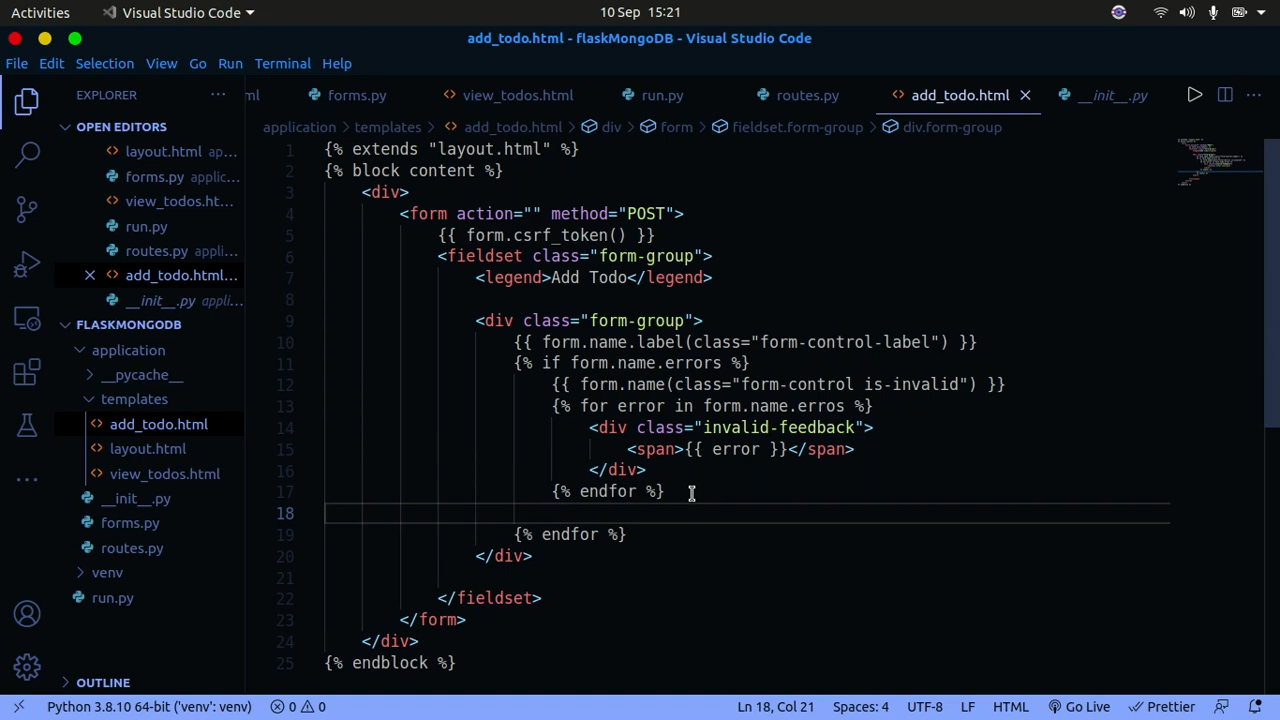 Activities
Visual Studio Code
10 Sep 15:21
add_todo.html - flaskMongoDB - Visual Studio Code
File Edit Selection View Go Run Terminal Help
EXPLORER
ml forms.py view_todos.html run.py routes.py add_todo.html __init__.py
application > templates > add_todo.html > div > form > fieldset.form-group > div.form-group
OPEN EDITORS
layout.html ap...
forms.py applic...
view_todos.ht...
run.py
routes.py appli...
add_todo.html...
__init__.py appli...
FLASKMONGODB
application
__pycache__
templates
add_todo.html
layout.html
view_todos.html
__init__.py
forms.py
routes.py
venv
run.py
OUTLINE
1 {% extends "layout.html" %}
2 {% block content %}
3 <div>
4 <form action="" method="POST">
5 {{ form.csrf_token() }}
6 <fieldset class="form-group">
7 <legend>Add Todo</legend>
8
9 <div class="form-group">
10 {{ form.name.label(class="form-control-label") }}
11 {% if form.name.errors %}
12 {{ form.name(class="form-control is-invalid") }}
13 {% for error in form.name.erros %}
14 <div class="invalid-feedback">
15 <span>{{ error }}</span>
16 </div>
17 {% endfor %}
18
19 {% endfor %}
20 </div>
21
22 </fieldset>
23 </form>
24 </div>
25 {% endblock %}
Python 3.8.10 64-bit ('venv': venv) 0 0 Ln 18, Col 21 Spaces: 4 UTF-8 LF HTML Go Live Prettier